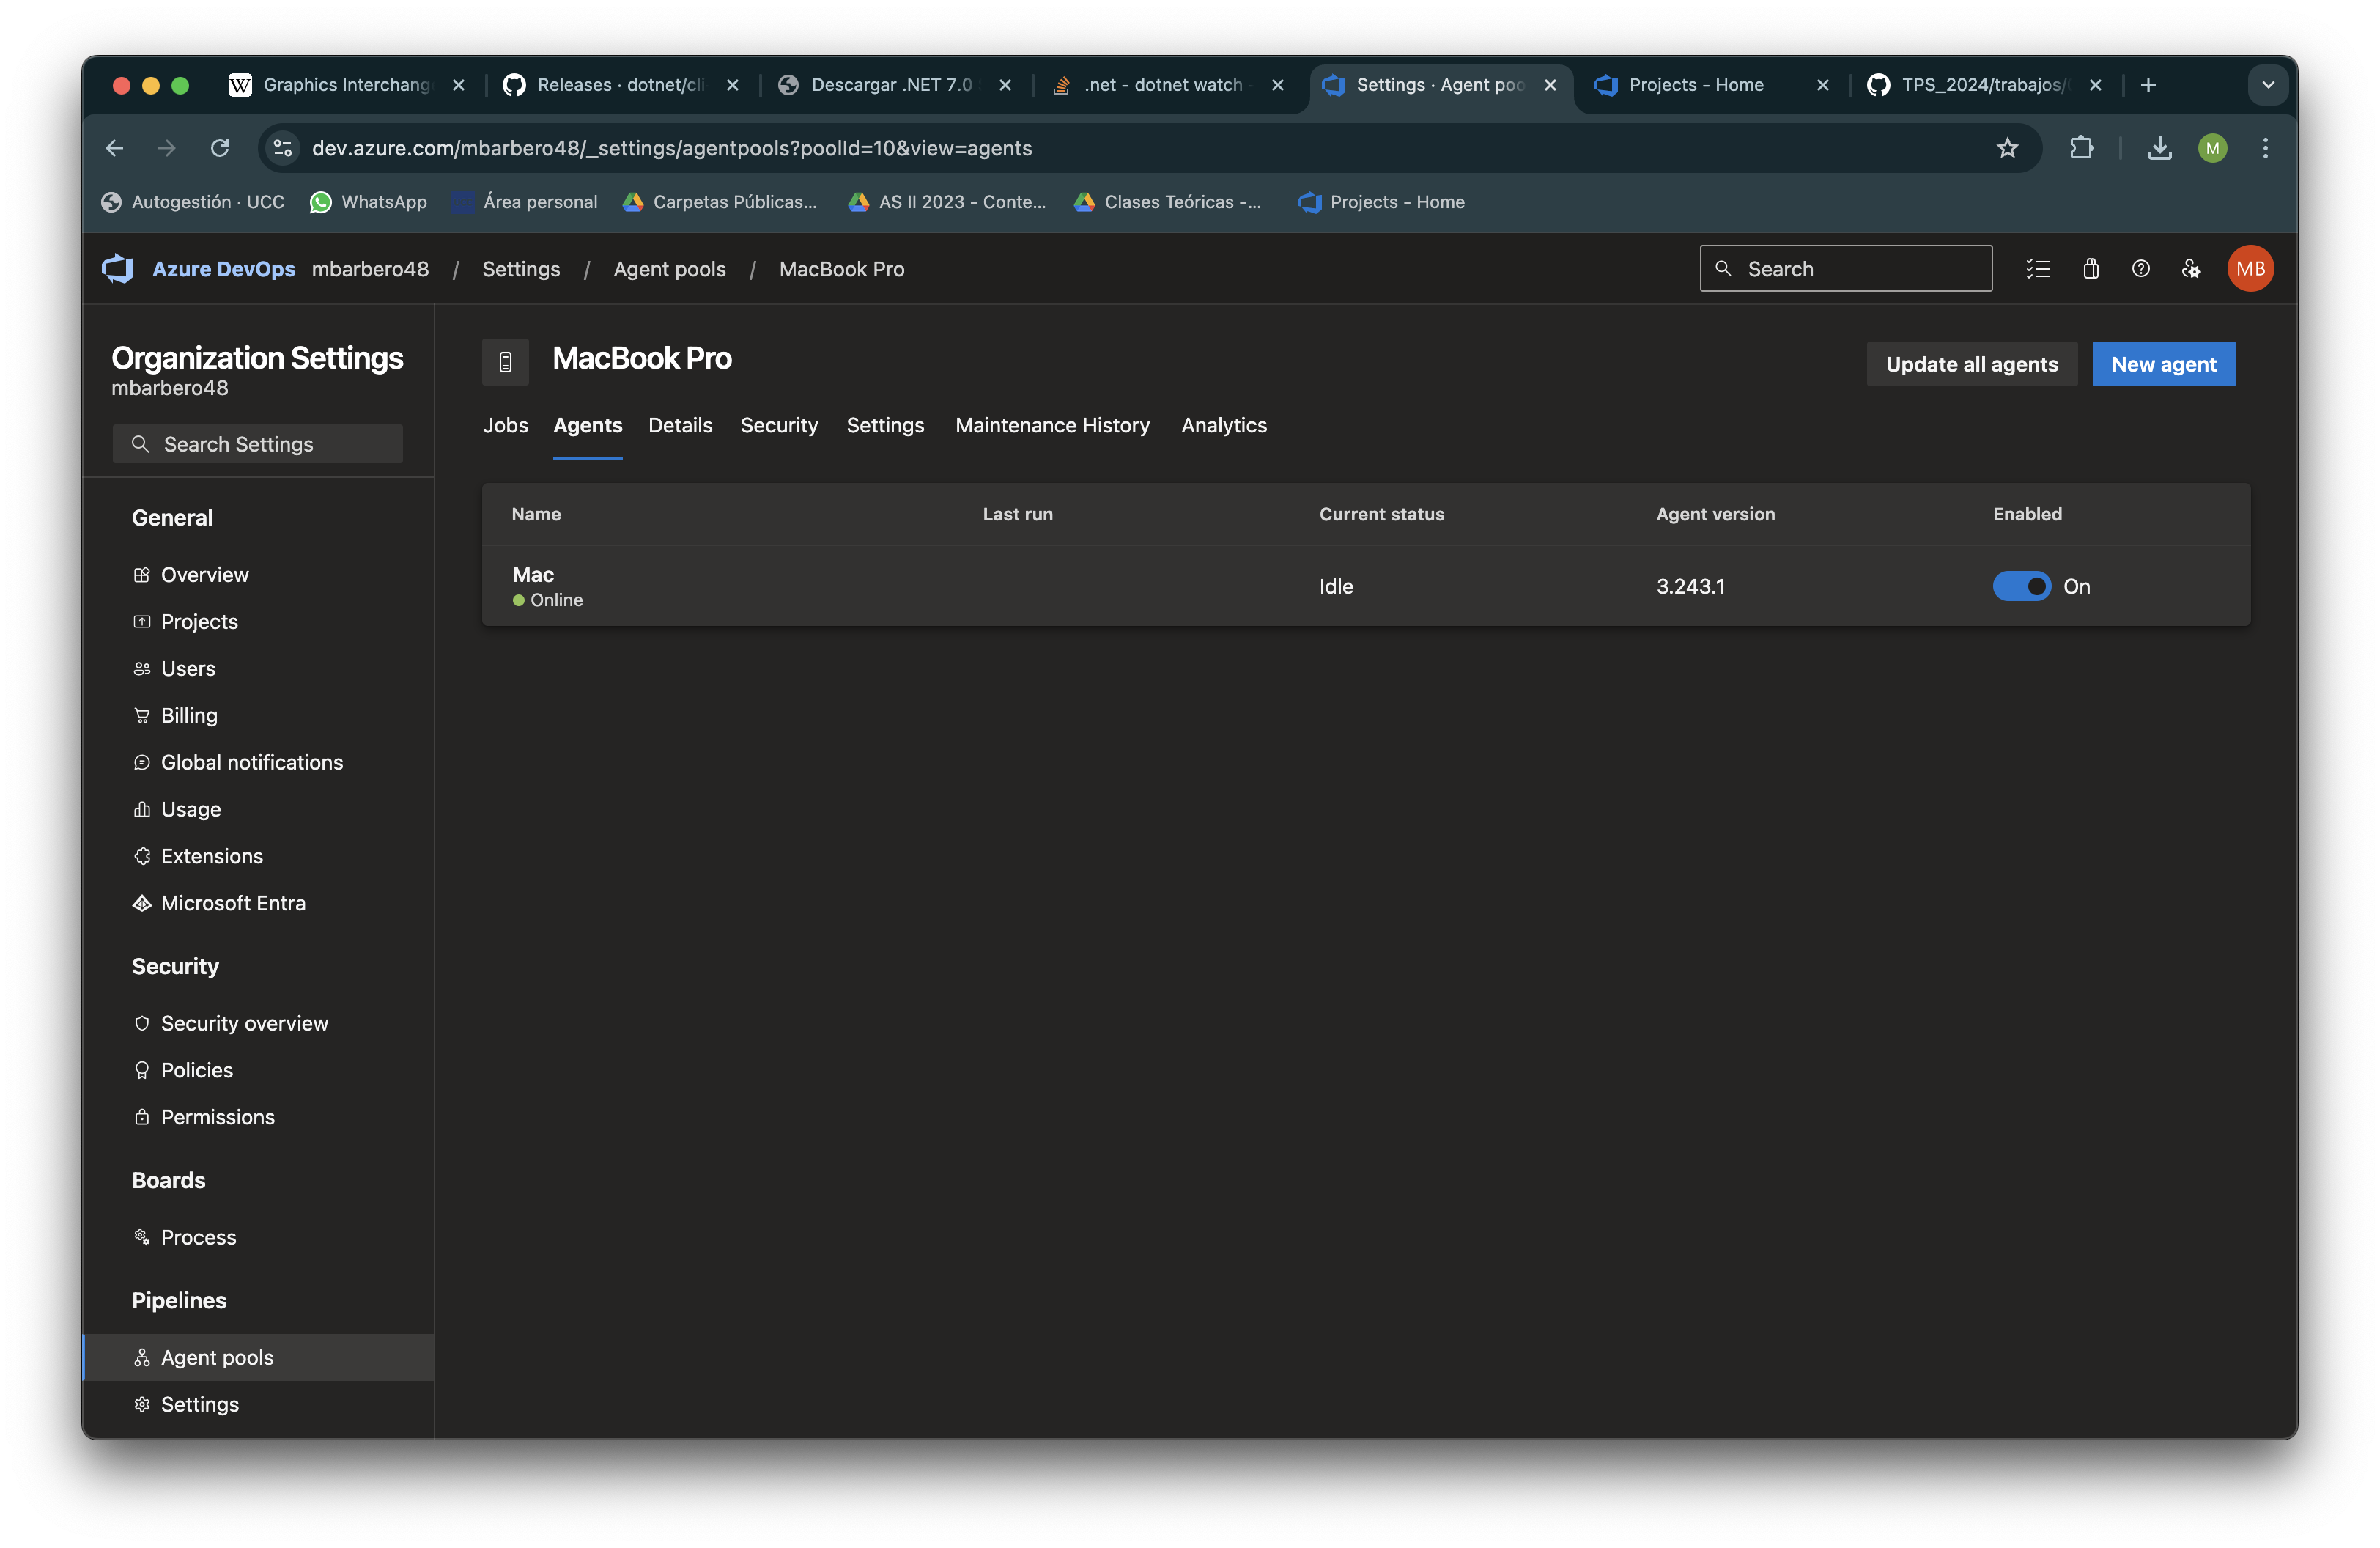 Graphics Interchang
Releases · dotnet/cli
Descargar .NET 7.0
.net - dotnet watch
Settings · Agent poo
Projects - Home
TPS_2024/trabajos/
dev.azure.com/mbarbero48/_settings/agentpools?poolId=10&view=agents
M
Autogestión · UCC
WhatsApp
Área personal
Carpetas Públicas...
AS II 2023 - Conte...
Clases Teóricas -...
Projects - Home
Azure DevOps mbarbero48 / Settings / Agent pools / MacBook Pro
Search
MB
Organization Settings
mbarbero48
Search Settings
General
Overview
Projects
Users
Billing
Global notifications
Usage
Extensions
Microsoft Entra
Security
Security overview
Policies
Permissions
Boards
Process
Pipelines
Agent pools
Settings
MacBook Pro
Update all agents
New agent
Jobs Agents Details Security Settings Maintenance History Analytics
Name Last run Current status Agent version Enabled
Mac
Online
Idle
3.243.1
On